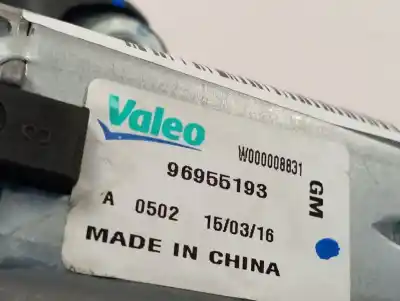 Valeo
W000008831
96955193
GM
A 0502 15/03/16
MADE IN CHINA